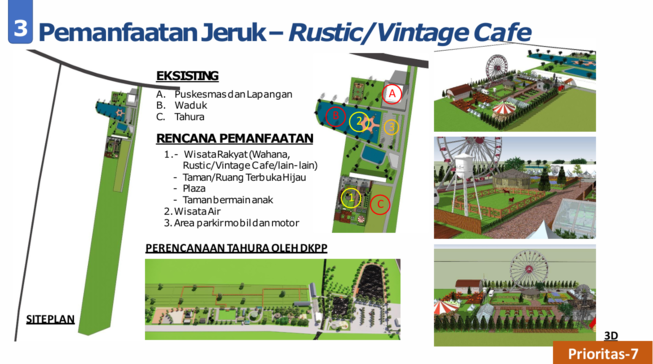 3 Pemanfaatan Jeruk – Rustic/Vintage Cafe
EKSISTING
A. Puskesmas dan Lapangan
B. Waduk
C. Tahura
RENCANA PEMANFAATAN
1. - Wisata Rakyat (Wahana,
Rustic/Vintage Cafe/lain-lain)
- Taman/Ruang Terbuka Hijau
- Plaza
- Taman bermain anak
2. Wisata Air
3. Area parkir mobil dan motor
A
B
2
3
1
C
PERENCANAAN TAHURA OLEH DKPP
SITEPLAN
3D
Prioritas-7